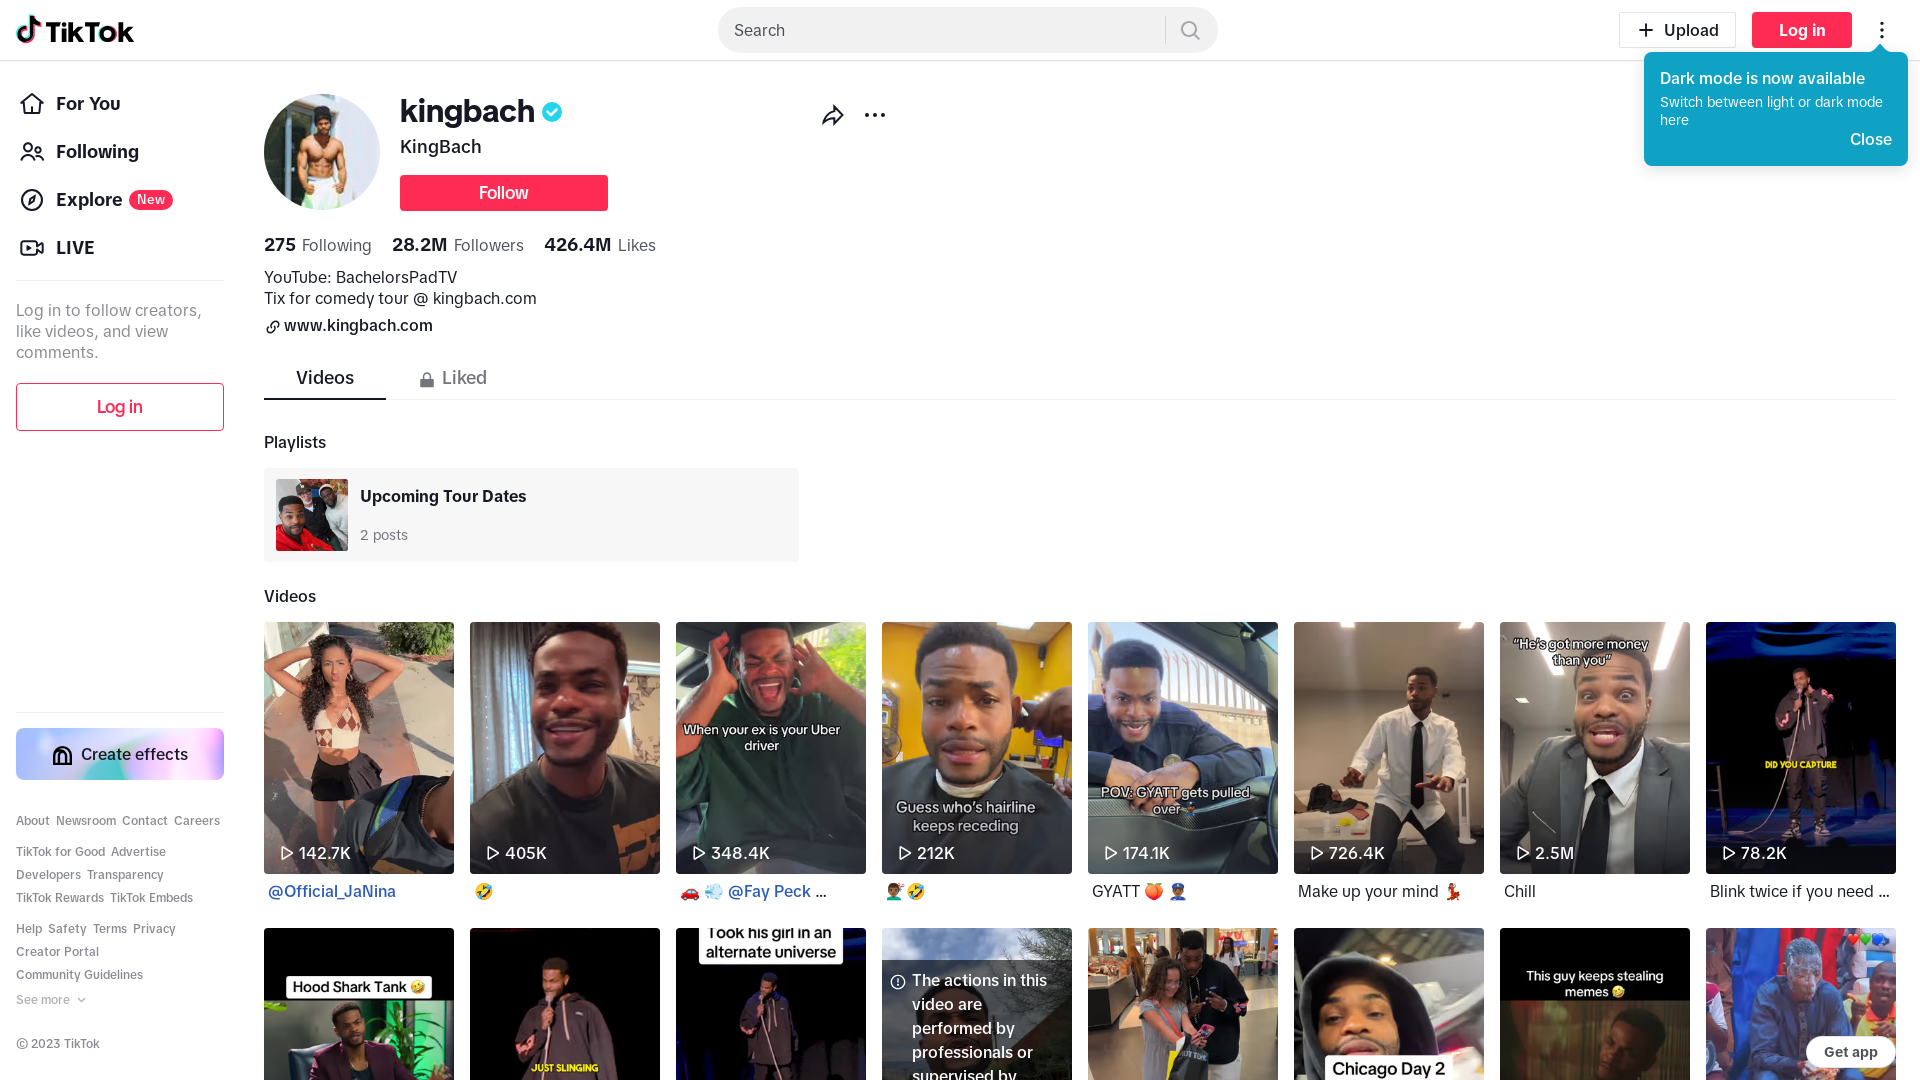 TikTok
Search
Upload
Log in
Dark mode is now available
Switch between light or dark mode
here
Close
For You
Following
Explore New
LIVE
Log in to follow creators,
like videos, and view
comments.
Log in
Create effects
About Newsroom Contact Careers
TikTok for Good Advertise
Developers Transparency
TikTok Rewards TikTok Embeds
Help Safety Terms Privacy
Creator Portal
Community Guidelines
See more
© 2023 TikTok
kingbach
KingBach
Follow
275 Following 28.2M Followers 426.4M Likes
YouTube: BachelorsPadTV
Tix for comedy tour @ kingbach.com
www.kingbach.com
Videos Liked
Playlists
Upcoming Tour Dates
2 posts
Videos
142.7K
@Official_JaNina
405K
🤣
When your ex is your Uber
driver
348.4K
🚗 💨 @Fay Peck ...
Guess who's hairline
keeps receding
212K
💇🏾‍♂️🤣
POV: GYATT gets pulled
over
174.1K
GYATT 🍑 👮🏾‍♂️
726.4K
Make up your mind 💃🏾
"He's got more money
than you"
2.5M
Chill
DID YOU CAPTURE
78.2K
Blink twice if you need ...
Hood Shark Tank 🤣
JUST SLINGING
Took his girl in an
alternate universe
The actions in this
video are
performed by
professionals or
supervised by
Chicago Day 2
This guy keeps stealing
memes 🤣
Get app